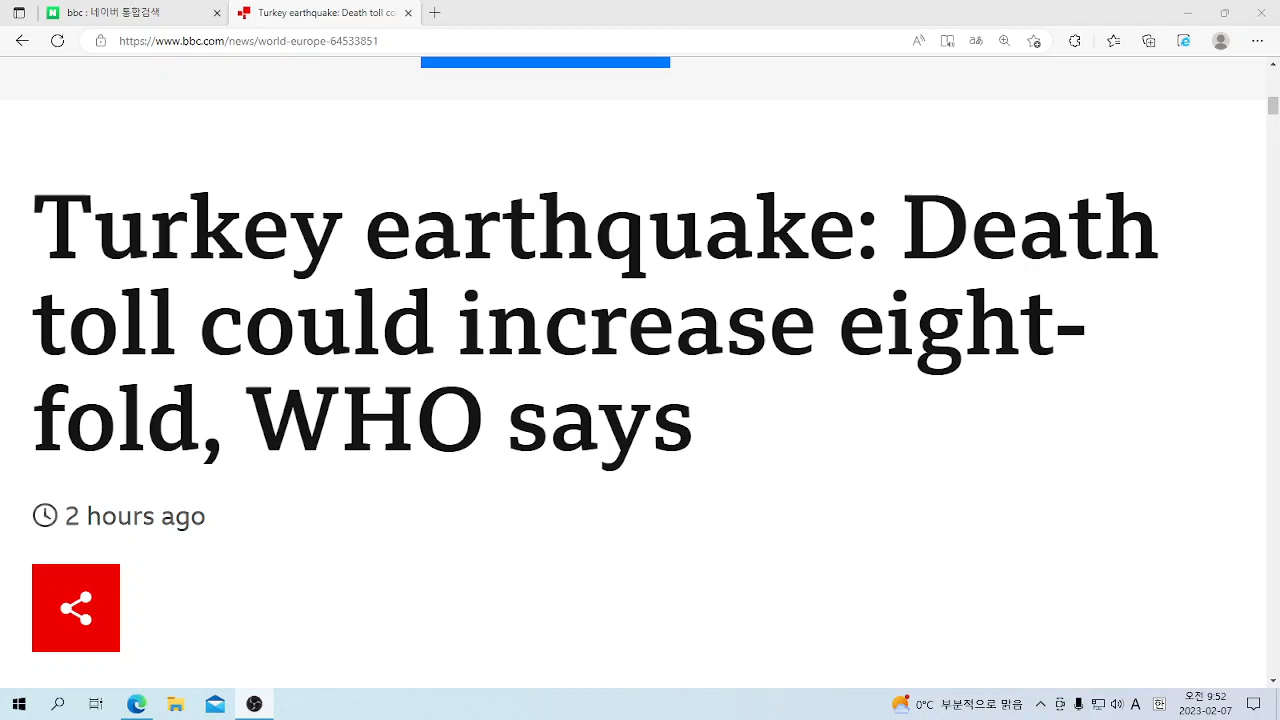 bbc : 네이버 통합검색
Turkey earthquake: Death toll co
https://www.bbc.com/news/world-europe-64533851
Turkey earthquake: Death
toll could increase eight-
fold, WHO says
2 hours ago
0°C 부분적으로 맑음
A
한
오전 9:52
2023-02-07